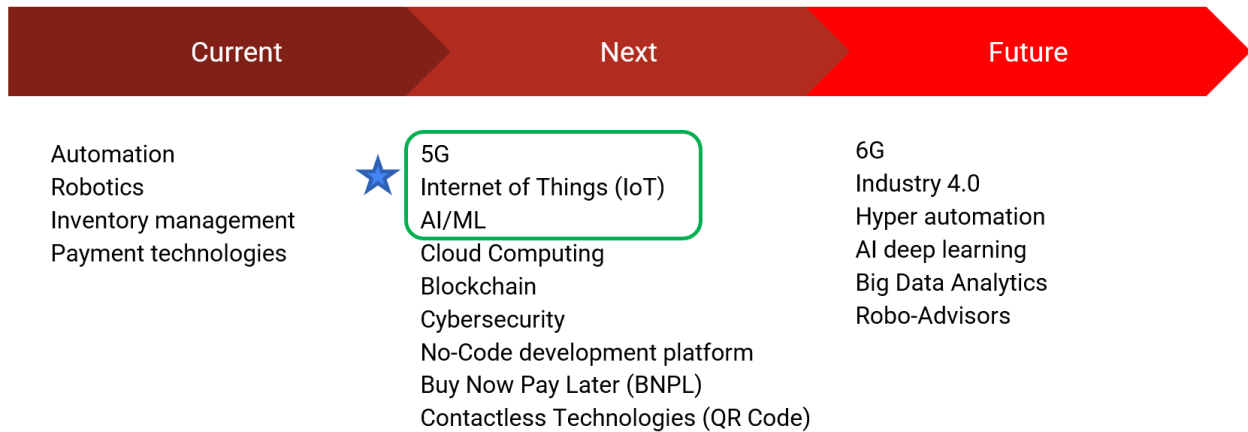 Current
Next
Future
Automation
Robotics
Inventory management
Payment technologies
5G
Internet of Things (IoT)
AI/ML
Cloud Computing
Blockchain
Cybersecurity
No-Code development platform
Buy Now Pay Later (BNPL)
Contactless Technologies (QR Code)
6G
Industry 4.0
Hyper automation
AI deep learning
Big Data Analytics
Robo-Advisors